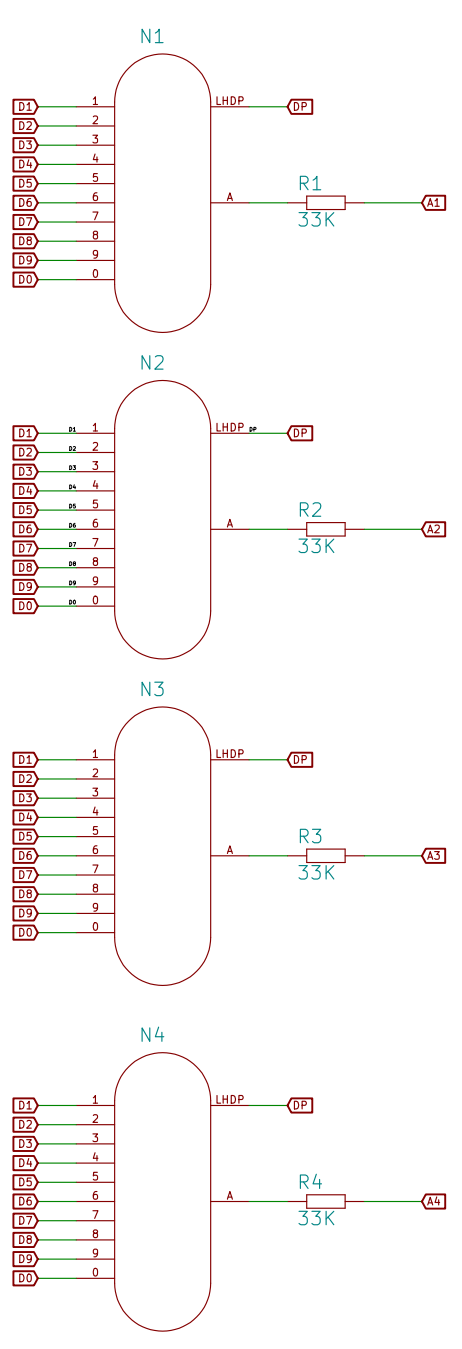 N1
D1 1 LHDP DP
D2 2
D3 3
D4 4
D5 5 R1
D6 6 A A1
D7 7 33K
D8 8
D9 9
D0 0
N2
D1 D1 1 LHDP DP DP
D2 D2 2
D3 D3 3
D4 D4 4
D5 D5 5 R2
D6 D6 6 A A2
D7 D7 7 33K
D8 D8 8
D9 D9 9
D0 D0 0
N3
D1 1 LHDP DP
D2 2
D3 3
D4 4
D5 5 R3
D6 6 A A3
D7 7 33K
D8 8
D9 9
D0 0
N4
D1 1 LHDP DP
D2 2
D3 3
D4 4
D5 5 R4
D6 6 A A4
D7 7 33K
D8 8
D9 9
D0 0